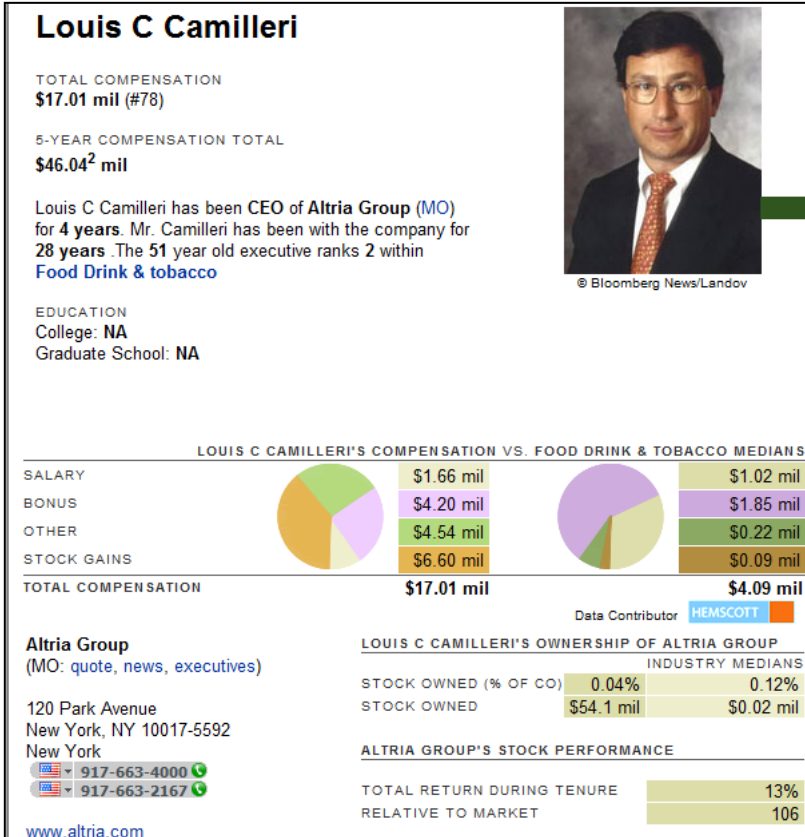 Louis C Camilleri
TOTAL COMPENSATION
$17.01 mil (#78)
5-YEAR COMPENSATION TOTAL
$46.04² mil
Louis C Camilleri has been CEO of Altria Group (MO)
for 4 years. Mr. Camilleri has been with the company for
28 years .The 51 year old executive ranks 2 within
Food Drink & tobacco
EDUCATION
College: NA
Graduate School: NA
© Bloomberg News/Landov
LOUIS C CAMILLERI'S COMPENSATION VS. FOOD DRINK & TOBACCO MEDIANS
SALARY $1.66 mil $1.02 mil
BONUS $4.20 mil $1.85 mil
OTHER $4.54 mil $0.22 mil
STOCK GAINS $6.60 mil $0.09 mil
TOTAL COMPENSATION $17.01 mil $4.09 mil
Data Contributor HEMSCOTT
Altria Group
(MO: quote, news, executives)
120 Park Avenue
New York, NY 10017-5592
New York
917-663-4000
917-663-2167
www.altria.com
LOUIS C CAMILLERI'S OWNERSHIP OF ALTRIA GROUP
INDUSTRY MEDIANS
STOCK OWNED (% OF CO) 0.04% 0.12%
STOCK OWNED $54.1 mil $0.02 mil
ALTRIA GROUP'S STOCK PERFORMANCE
TOTAL RETURN DURING TENURE 13%
RELATIVE TO MARKET 106